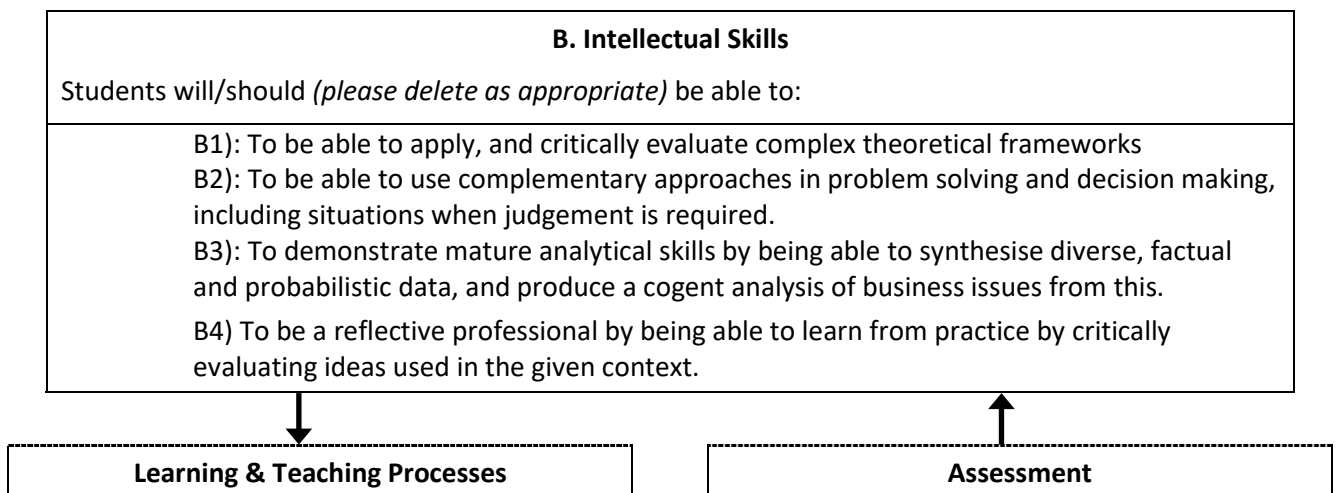 B. Intellectual Skills
Students will/should (please delete as appropriate) be able to:
B1): To be able to apply, and critically evaluate complex theoretical frameworks
B2): To be able to use complementary approaches in problem solving and decision making,
including situations when judgement is required.
B3): To demonstrate mature analytical skills by being able to synthesise diverse, factual
and probabilistic data, and produce a cogent analysis of business issues from this.
B4) To be a reflective professional by being able to learn from practice by critically
evaluating ideas used in the given context.
Learning & Teaching Processes
Assessment